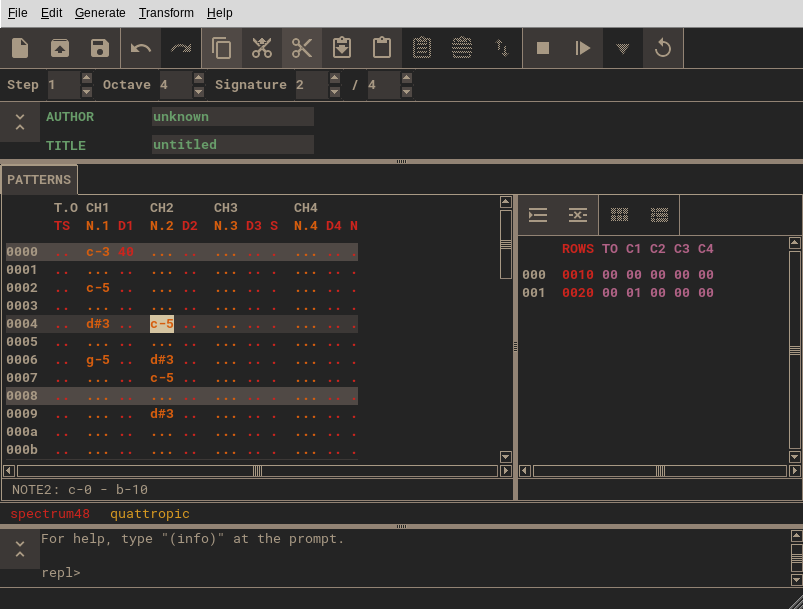 File Edit Generate Transform Help
Step 1 Octave 4 Signature 2 / 4
AUTHOR unknown
TITLE untitled
PATTERNS
T.O CH1 CH2 CH3 CH4
TS N.1 D1 N.2 D2 N.3 D3 S N.4 D4 N
0000 .. c-3 40 ... .. ... .. . ... .. .
0001 .. ... .. ... .. ... .. . ... .. .
0002 .. c-5 .. ... .. ... .. . ... .. .
0003 .. ... .. ... .. ... .. . ... .. .
0004 .. d#3 .. c-5 .. ... .. . ... .. .
0005 .. ... .. ... .. ... .. . ... .. .
0006 .. g-5 .. d#3 .. ... .. . ... .. .
0007 .. ... .. c-5 .. ... .. . ... .. .
0008 .. ... .. ... .. ... .. . ... .. .
0009 .. ... .. d#3 .. ... .. . ... .. .
000a .. ... .. ... .. ... .. . ... .. .
000b .. ... .. ... .. ... .. . ... .. .
ROWS TO C1 C2 C3 C4
000 0010 00 00 00 00 00
001 0020 00 01 00 00 00
NOTE2: c-0 - b-10
spectrum48 quattropic
For help, type "(info)" at the prompt.
repl>